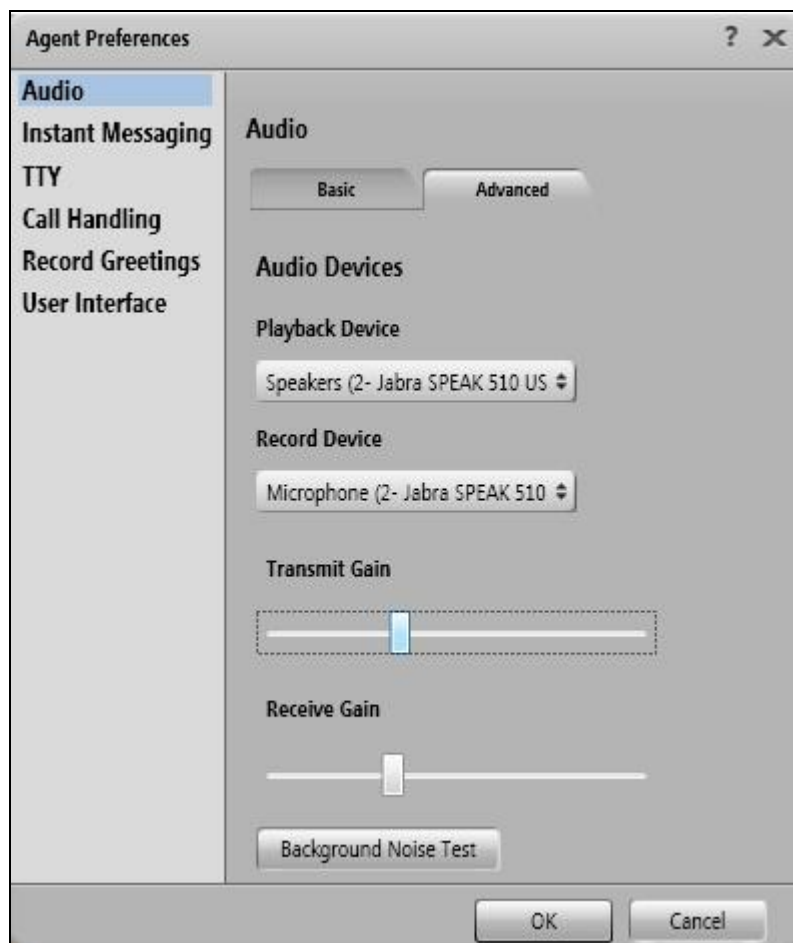 Agent Preferences
?
Audio
Instant Messaging
TTY
Call Handling
Record Greetings
User Interface
Audio
Basic
Advanced
Audio Devices
Playback Device
Speakers (2- Jabra SPEAK 510 US
Record Device
Microphone (2- Jabra SPEAK 510
Transmit Gain
Receive Gain
Background Noise Test
OK
Cancel